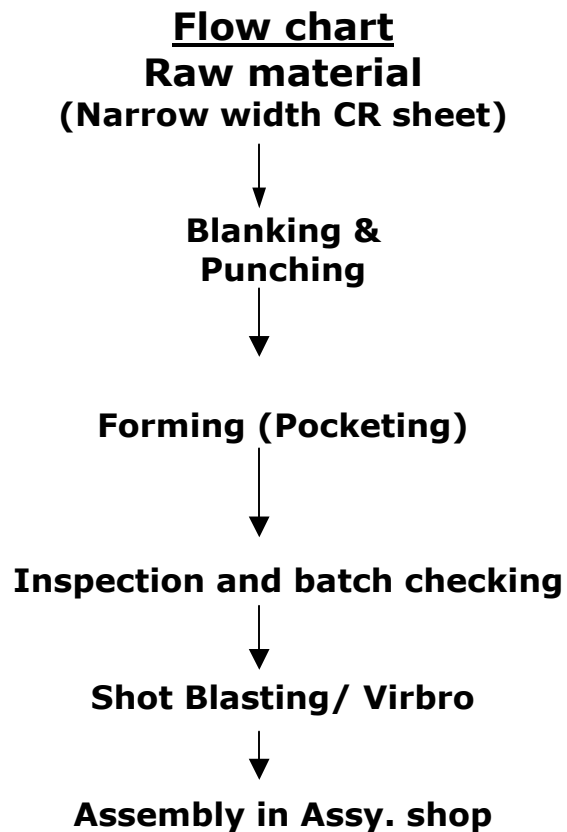 Flow chart
Raw material
(Narrow width CR sheet)
Blanking &
Punching
Forming (Pocketing)
Inspection and batch checking
Shot Blasting/ Virbro
Assembly in Assy. shop